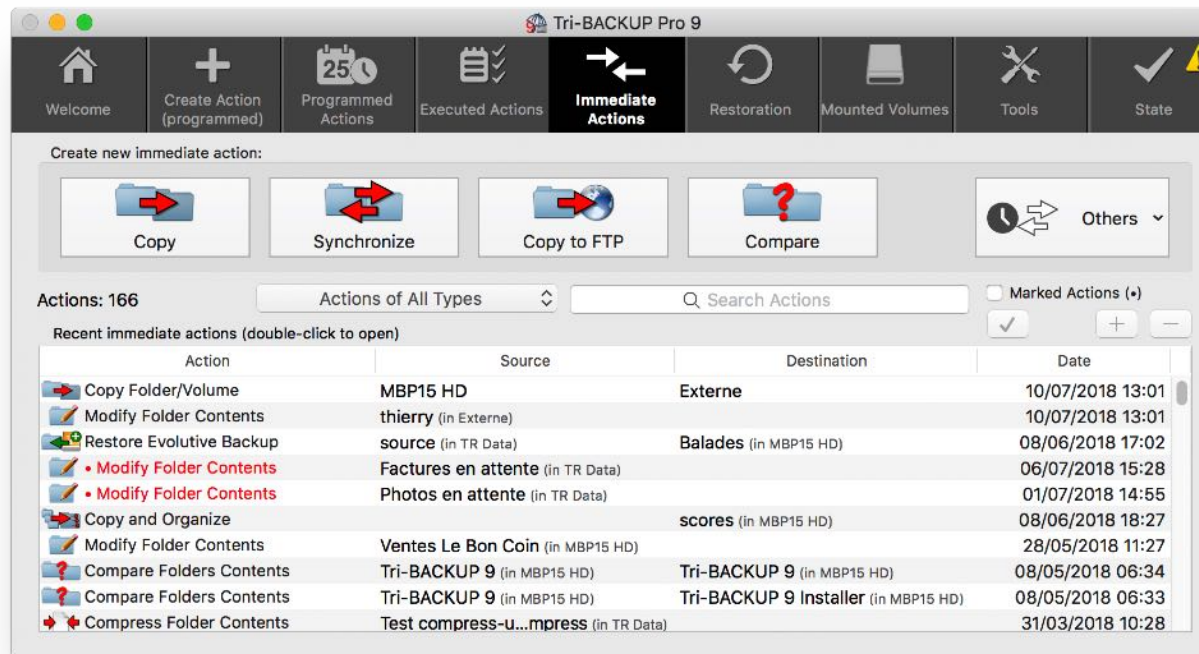 Tri-BACKUP Pro 9
Welcome
Create Action
(programmed)
25
Programmed
Actions
Executed Actions
Immediate
Actions
Restoration
Mounted Volumes
Tools
State
Create new immediate action:
Copy
Synchronize
Copy to FTP
Compare
Others
Actions: 166
Actions of All Types
Search Actions
Marked Actions (•)
Recent immediate actions (double-click to open)
Action Source Destination Date
Copy Folder/Volume MBP15 HD Externe 10/07/2018 13:01
Modify Folder Contents thierry (in Externe) 10/07/2018 13:01
Restore Evolutive Backup source (in TR Data) Balades (in MBP15 HD) 08/06/2018 17:02
• Modify Folder Contents Factures en attente (in TR Data) 06/07/2018 15:28
• Modify Folder Contents Photos en attente (in TR Data) 01/07/2018 14:55
Copy and Organize scores (in MBP15 HD) 08/06/2018 18:27
Modify Folder Contents Ventes Le Bon Coin (in MBP15 HD) 28/05/2018 11:27
Compare Folders Contents Tri-BACKUP 9 (in MBP15 HD) Tri-BACKUP 9 (in MBP15 HD) 08/05/2018 06:34
Compare Folders Contents Tri-BACKUP 9 (in MBP15 HD) Tri-BACKUP 9 Installer (in MBP15 HD) 08/05/2018 06:33
Compress Folder Contents Test compress-u...mpress (in TR Data) 31/03/2018 10:28